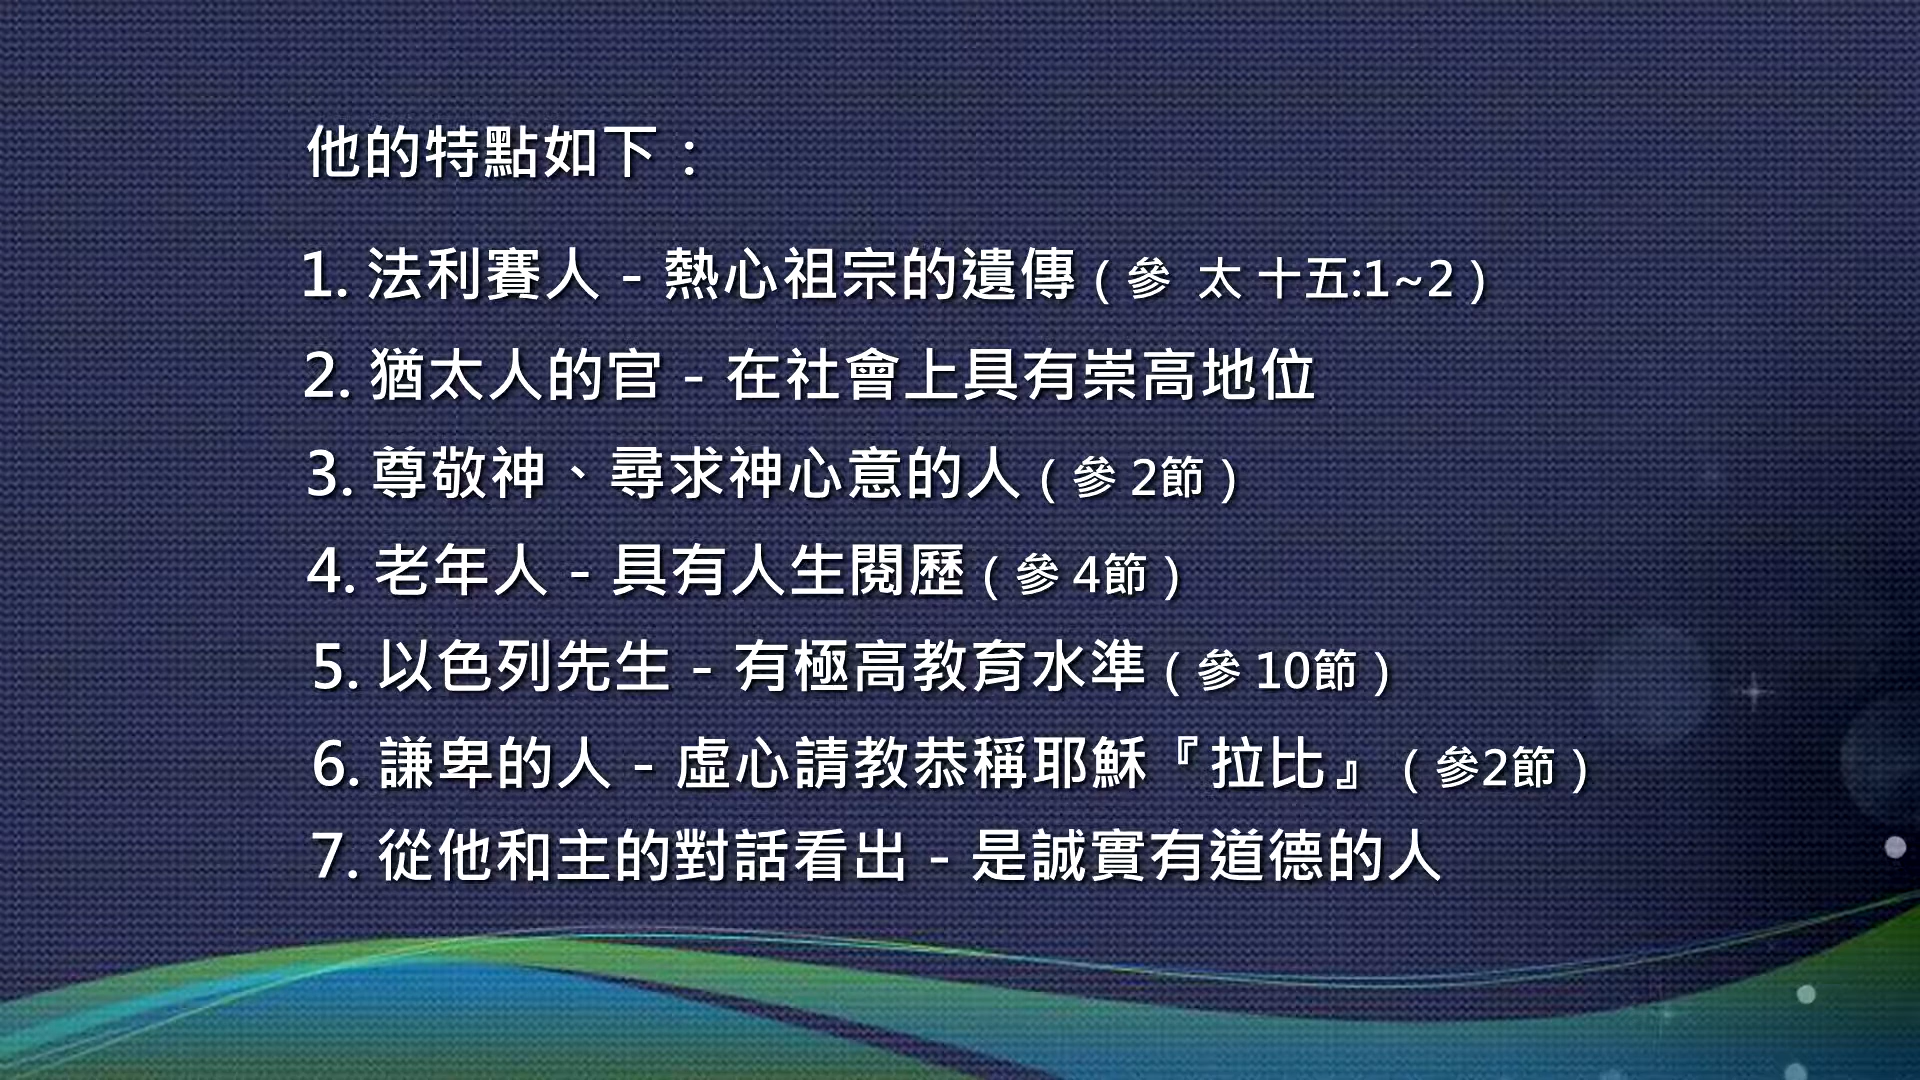 他的特點如下：
1. 法利賽人 - 熱心祖宗的遺傳（參 太 十五:1~2）
2. 猶太人的官 - 在社會上具有崇高地位
3. 尊敬神、尋求神心意的人（參 2節）
4. 老年人 - 具有人生閱歷（參 4節）
5. 以色列先生 - 有極高教育水準（參 10節）
6. 謙卑的人 - 虛心請教恭稱耶穌『拉比』（參2節）
7. 從他和主的對話看出 - 是誠實有道德的人